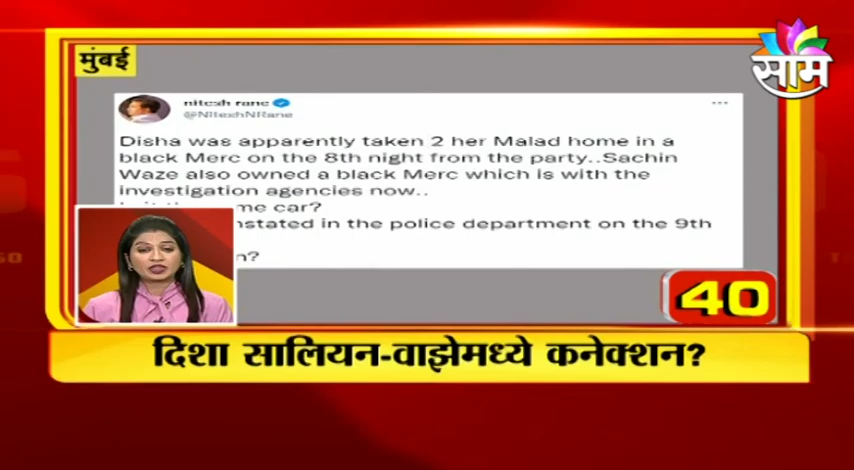 मुंबई
साम
nitesh rane
@NiteshNRane
Disha was apparently taken 2 her Malad home in a
black Merc on the 8th night from the party..Sachin
Waze also owned a black Merc which is with the
investigation agencies now..
me car?
nstated in the police department on the 9th
n?
40
दिशा सालियन-वाझेमध्ये कनेक्शन?